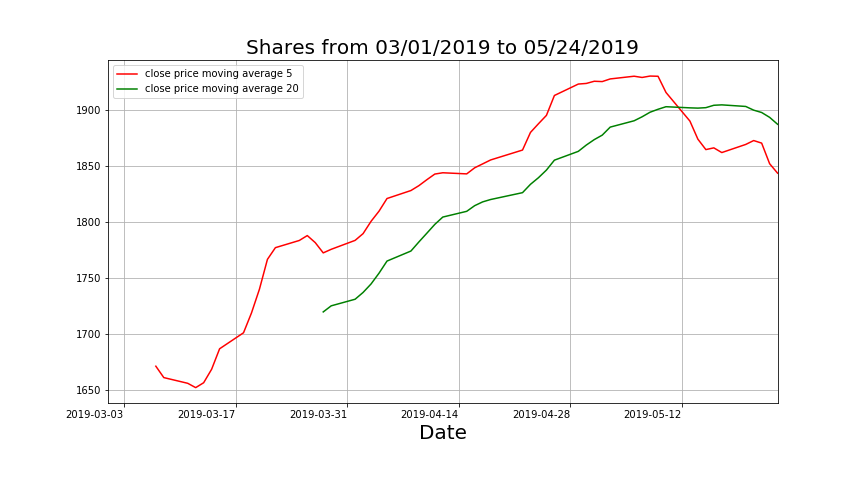 Shares from 03/01/2019 to 05/24/2019
close price moving average 5
close price moving average 20
1900
1850
1800
1750
1700
1650
2019-03-03 2019-03-17 2019-03-31 2019-04-14 2019-04-28 2019-05-12
Date